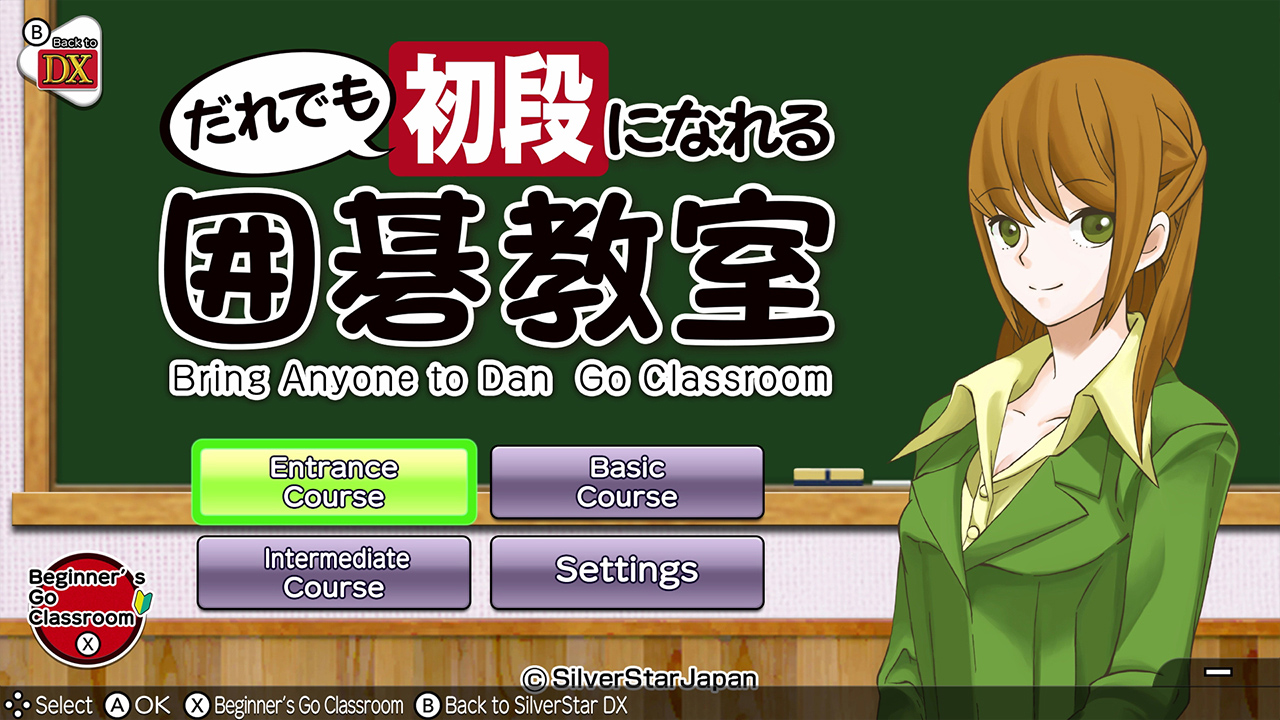 B
Back to
DX
だれでも
初段
になれる
囲碁教室
Bring Anyone to Dan Go Classroom
Entrance
Course
Basic
Course
Intermediate
Course
Settings
Beginner's
Go
Classroom
X
©SilverStarJapan
Select A OK X Beginner's Go Classroom B Back to SilverStar DX